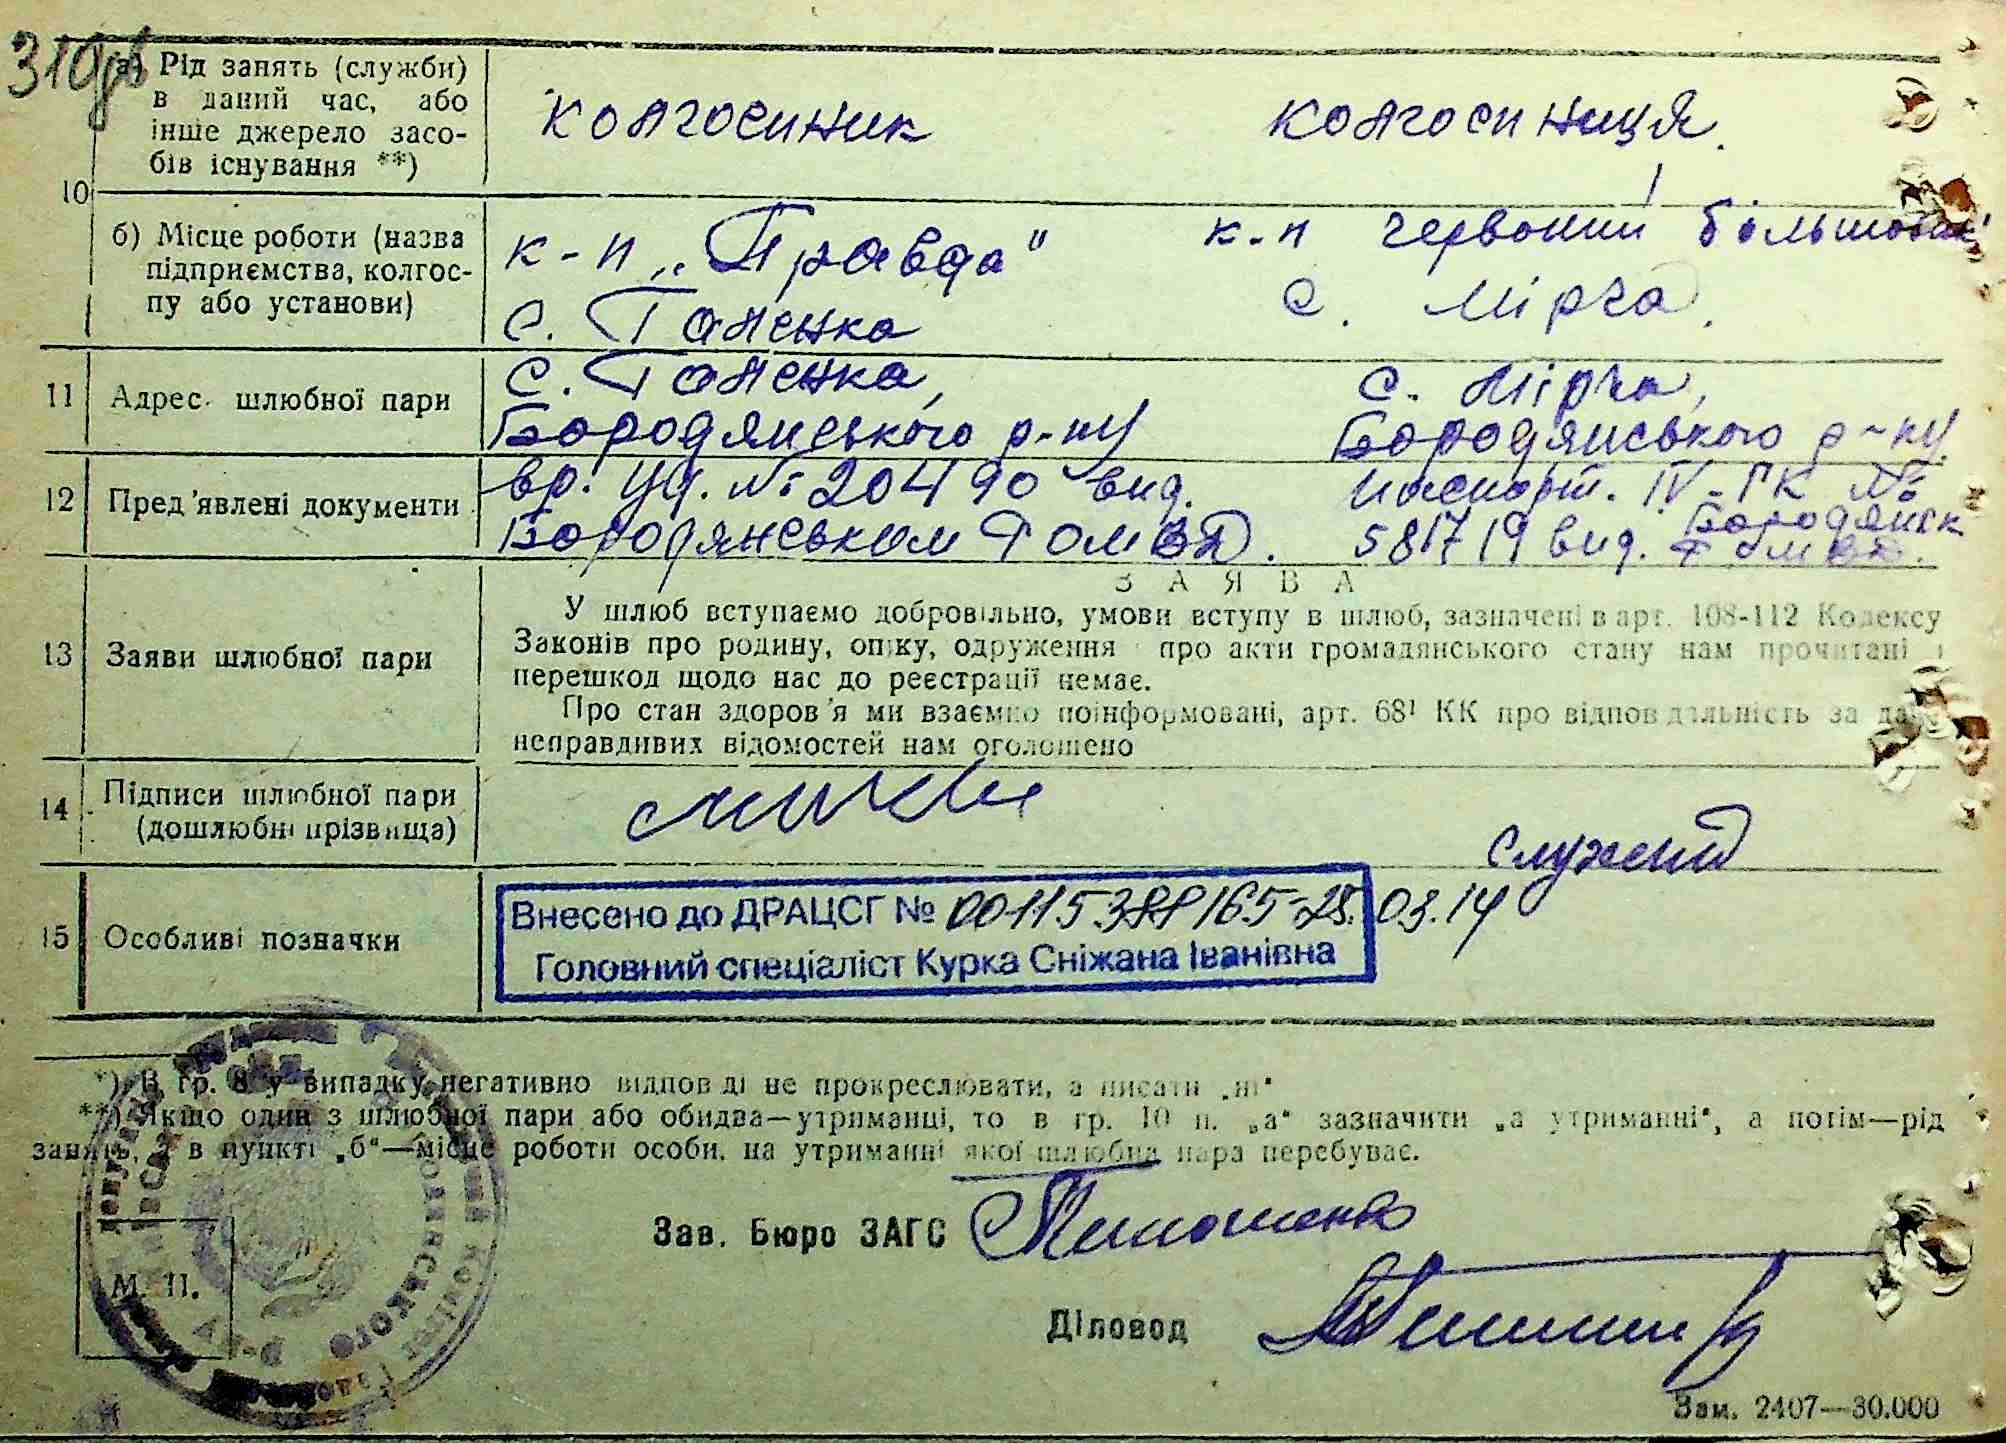 31 об
а) Рід занять (служби) колгоспник колгоспниця
в даний час, або
інше джерело засо-
бів існування **)
10
б) Місце роботи (назва к-п „Правда" к-п червоний більшовик
підприємства, колгос- с. Мірча
пу або установи) с. Галенка
11 Адрес шлюбної пари с. Галенка, с. Мірча,
Бородянського р-ну Бородянського р-ну
12 Пред'явлені документи вр. уд. № 20490 вид. паспорт. IV-ГК №
Бородянським РОМВД. 581719 вид. Бородянск
РОМВД.
ЗАЯВА
13 Заяви шлюбної пари
У шлюб вступаємо добровільно, умови вступу в шлюб, зазначені в арт. 108-112 Кодексу
Законів про родину, опіку, одруження про акти громадянського стану нам прочитані і
перешкод щодо нас до реєстрації немає.
Про стан здоров'я ми взаємно поінформовані, арт. 68¹ КК про відповідальність за
неправдивих відомостей нам оголошено
14 Підписи шлюбної пари
(дошлюбні прізвища)
15 Особливі позначки
Внесено до ДРАЦСГ № 00115388165-25.03.14
Головний спеціаліст Курка Сніжана Іванівна
*) В гр. 8 у випадку негативно відповіді не прокреслювати, а писати „ні"
**) Якщо один з шлюбної пари або обидва—утриманці, то в гр. 10 п. „а" зазначити „а утриманні", а потім—рід
занять, а в пункті „б"—місце роботи особи, на утриманні якої шлюбна пара перебуває.
Зав. Бюро ЗАГС
М. П.
Діловод
Зам. 2407—30.000